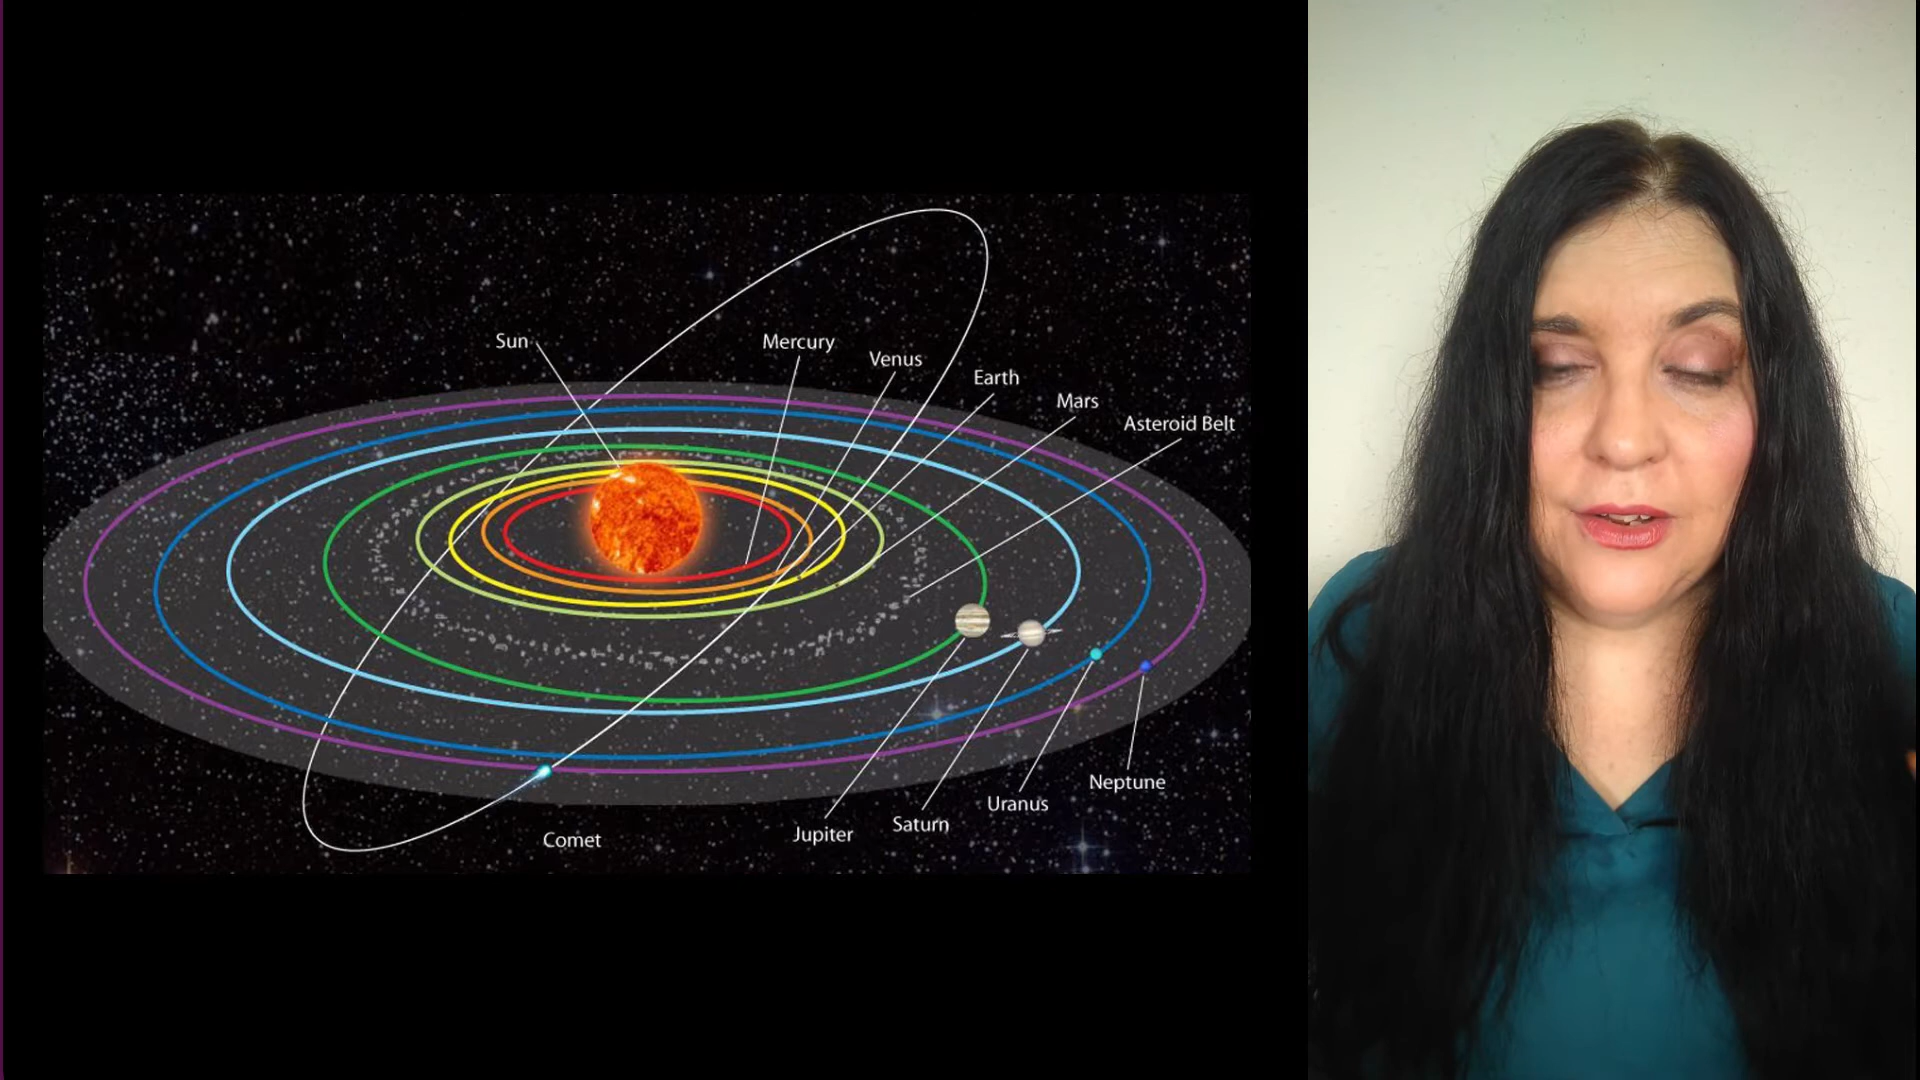 Sun
Mercury
Venus
Earth
Mars
Asteroid Belt
Neptune
Uranus
Saturn
Jupiter
Comet